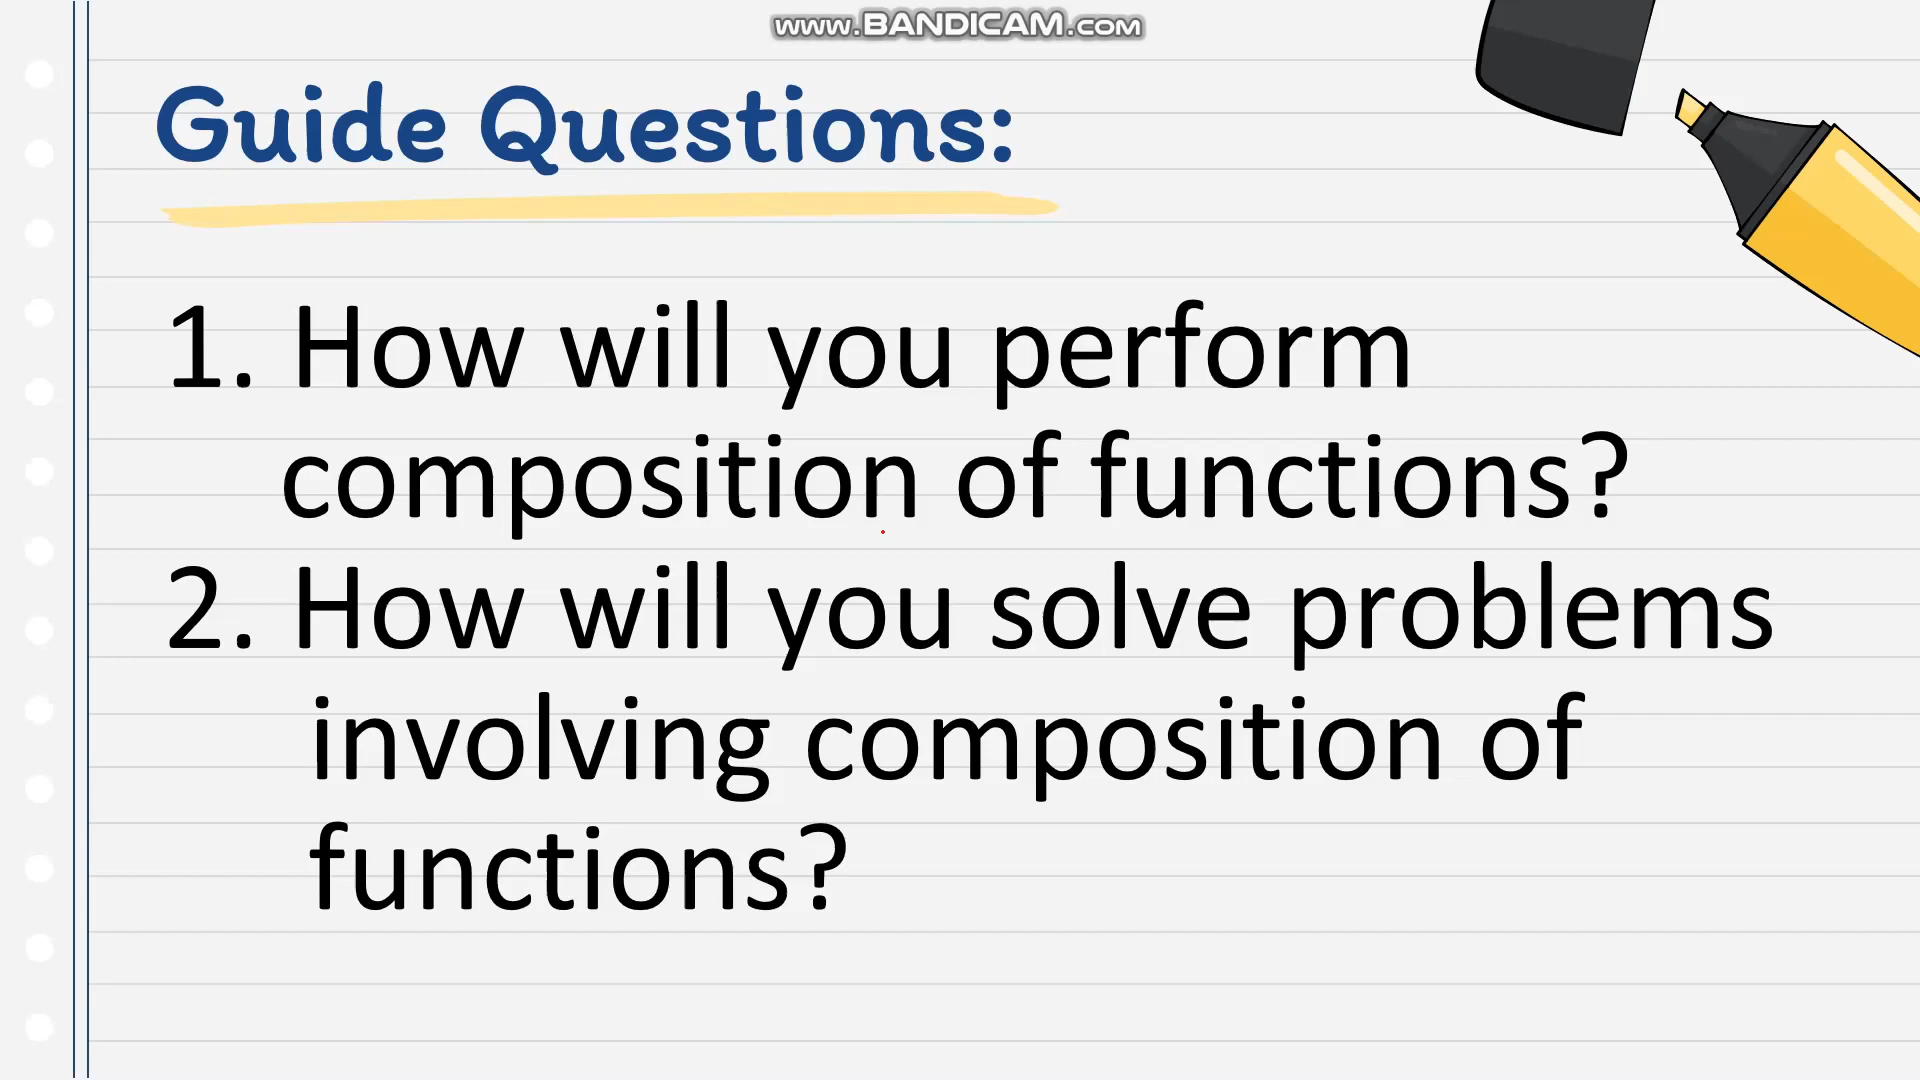 www.BANDICAM.com
Guide Questions:
1. How will you perform
composition of functions?
2. How will you solve problems
involving composition of
functions?